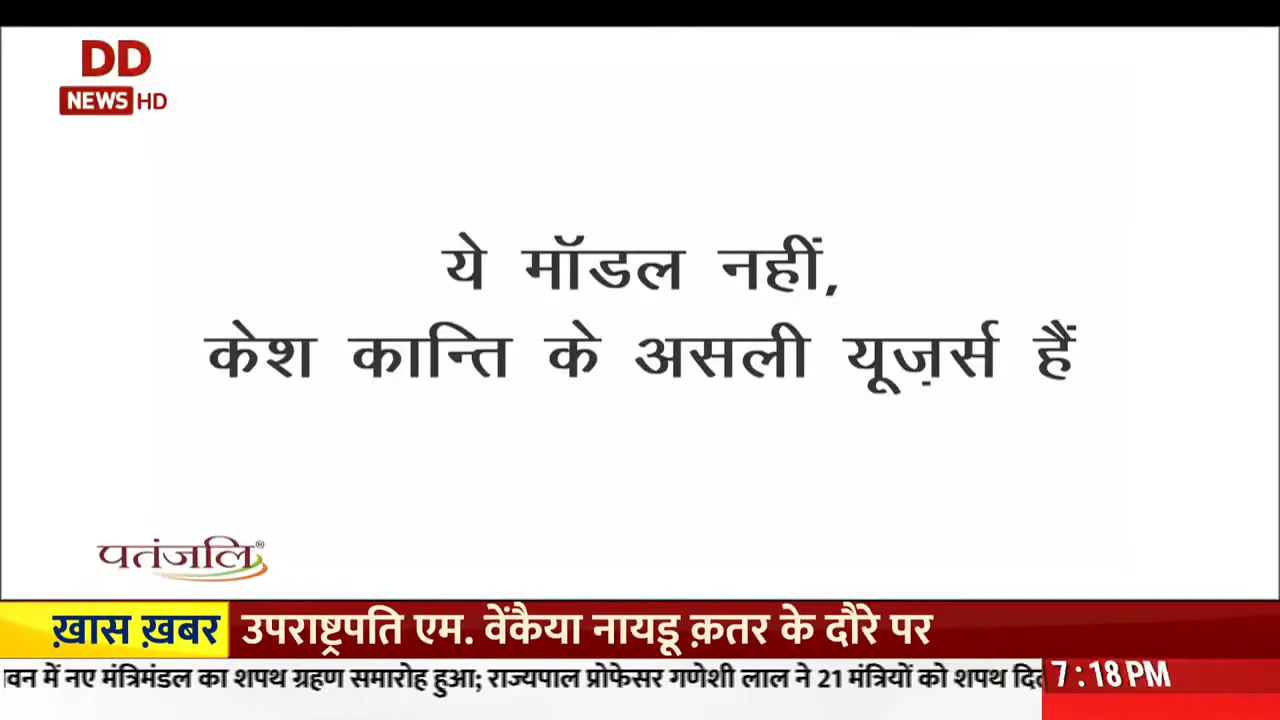 DD
NEWS HD
ये मॉडल नहीं,
केश कान्ति के असली यूज़र्स हैं
पतंजलि®
ख़ास ख़बर उपराष्ट्रपति एम. वेंकैया नायडू क़तर के दौरे पर
में नए मंत्रिमंडल का शपथ ग्रहण समारोह हुआ; राज्यपाल प्रोफेसर गणेशी लाल ने 21 मंत्रियों को शपथ 7:18 PM